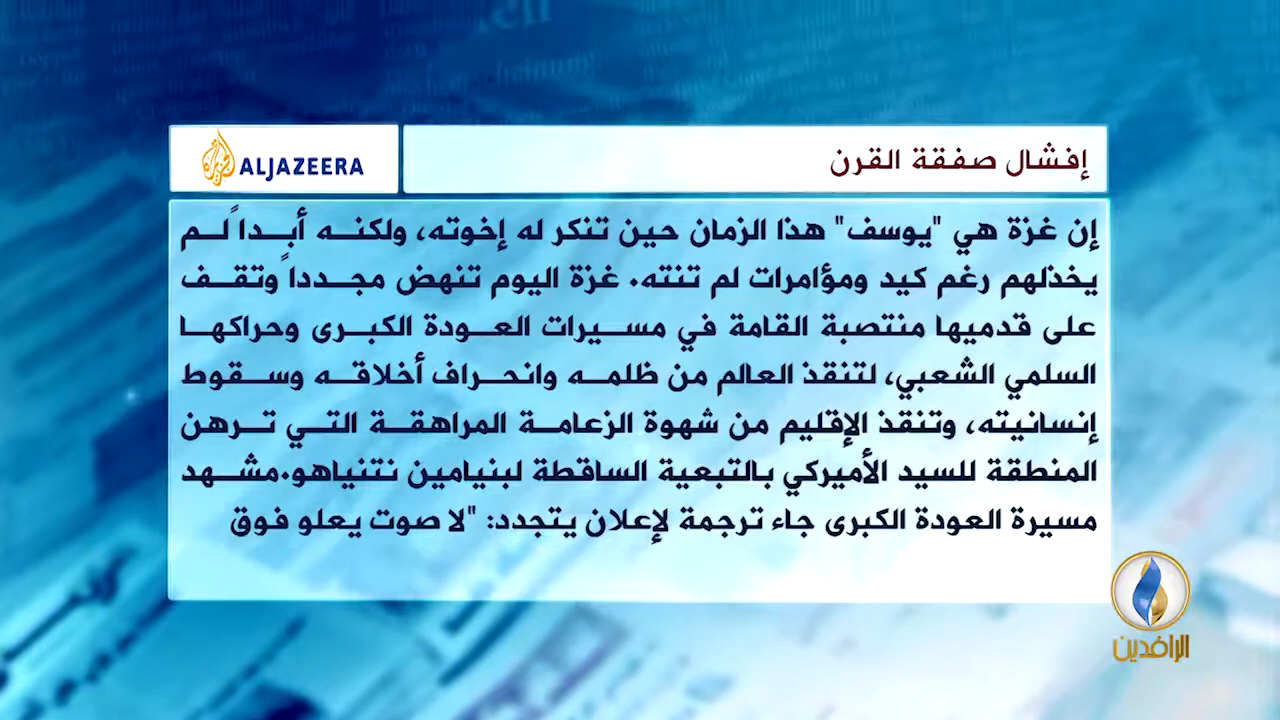 ALJAZEERA
إفشال صفقة القرن
إن غزة هي "يوسف" هذا الزمان حين تنكر له إخوته، ولكنه أبداً لم
يخذلهم رغم كيد ومؤامرات لم تنته. غزة اليوم تنهض مجدداً وتقف
على قدميها منتصبة القامة في مسيرات العودة الكبرى وحراكها
السلمي الشعبي، لتنقذ العالم من ظلمه وانحراف أخلاقه وسقوط
إنسانيته، وتنقذ الإقليم من شهوة الزعامة المراهقة التي ترهن
المنطقة للسيد الأميركي بالتبعية الساقطة لبنيامين نتنياهو.مشهد
مسيرة العودة الكبرى جاء ترجمة لإعلان يتجدد: "لا صوت يعلو فوق
الرافدين